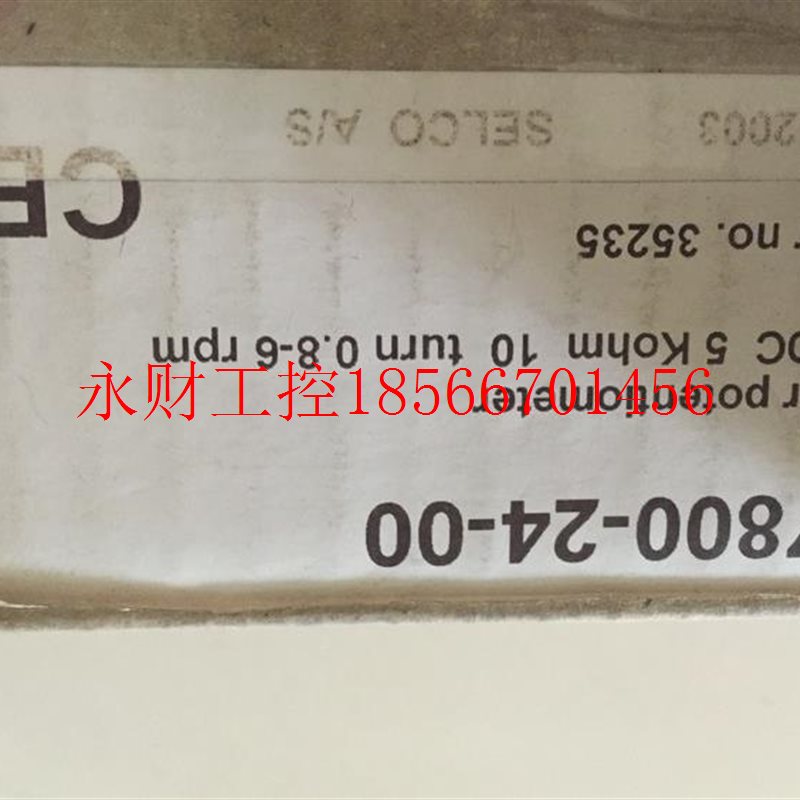 7800-24-00
r potentiometer
DC 5 Kohm 10 turn 0.8-6 rpm
r no. 35235
CE
2003 SELCO A/S
永财工控18566701456